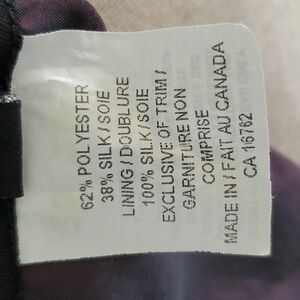 62% POLYESTER
38% SILK/SOIE
LINING/DOUBLURE
100% SILK/SOIE
EXCLUSIVE OF TRIM/
GARNITURE NON
COMPRISE
MADE IN/FAIT AU CANADA
CA 16762